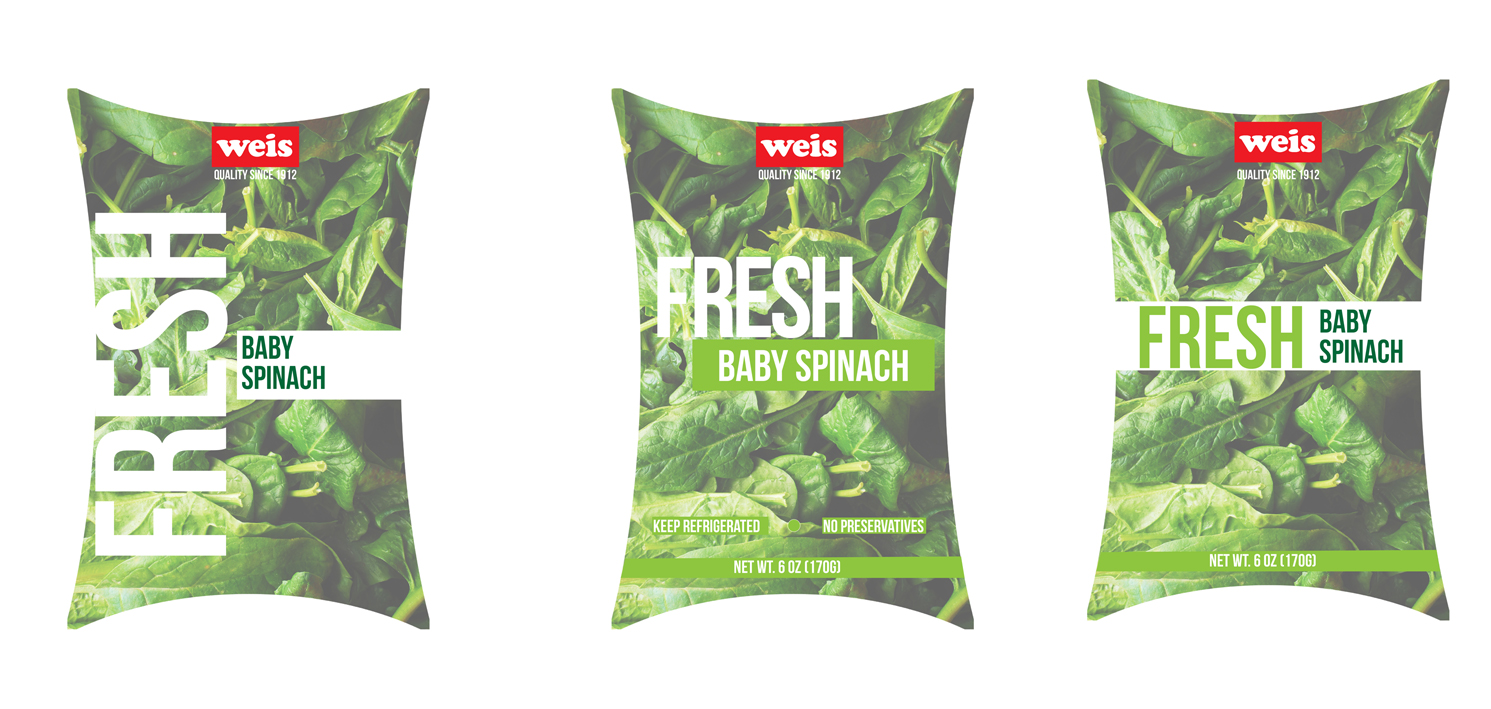 weis
QUALITY SINCE 1912
FRESH
BABY
SPINACH
weis
QUALITY SINCE 1912
FRESH
BABY SPINACH
KEEP REFRIGERATED
NO PRESERVATIVES
NET WT. 6 OZ (170G)
weis
QUALITY SINCE 1912
FRESH
BABY
SPINACH
NET WT. 6 OZ (170G)